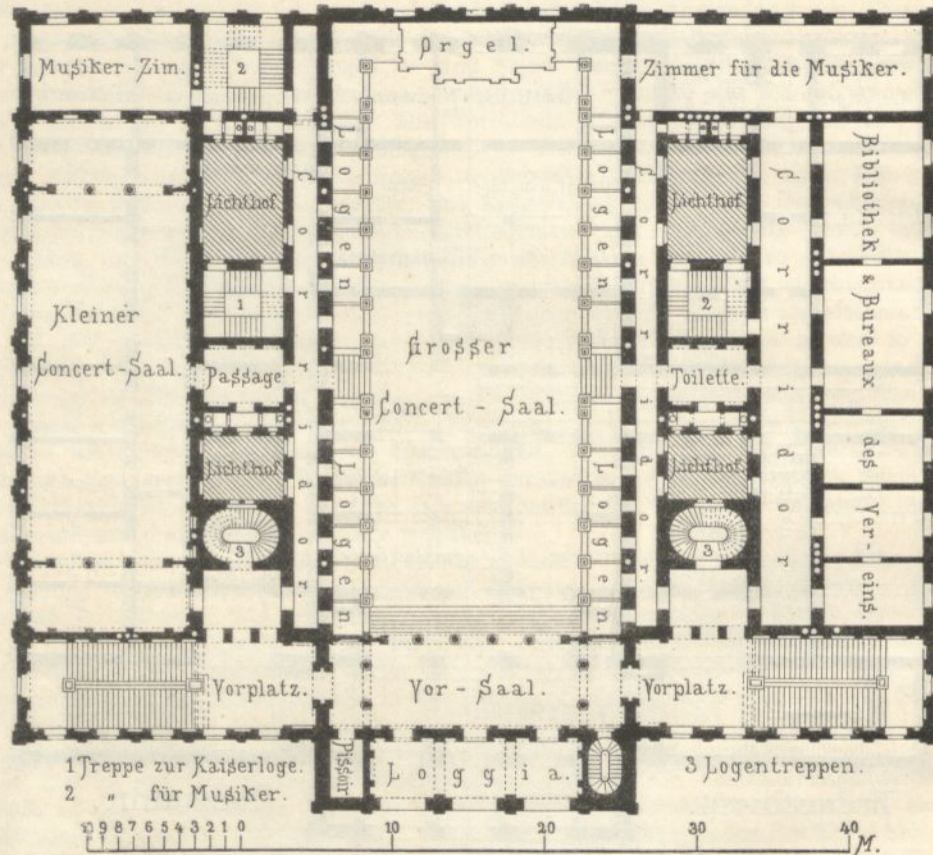 Orgel.
Musiker-Zim.
2
Zimmer für die Musiker.
Logen.
Logen.
Lichthof
Corridor.
Lichthof
Corridor.
Corridor
Bibliothek & Bureaux des Vereins.
1
2
Kleiner
Concert-Saal.
Grosser
Concert-Saal.
Passage
Toilette.
Lichthof
Lichthof.
Logen
Logen
3
3
Vorplatz.
Vor-Saal.
Vorplatz.
Pissoir
Loggia.
1 Treppe zur Kaiserloge.
2 für Musiker.
3 Logentreppen.
10 9 8 7 6 5 4 3 2 1 0 10 20 30 40 M.